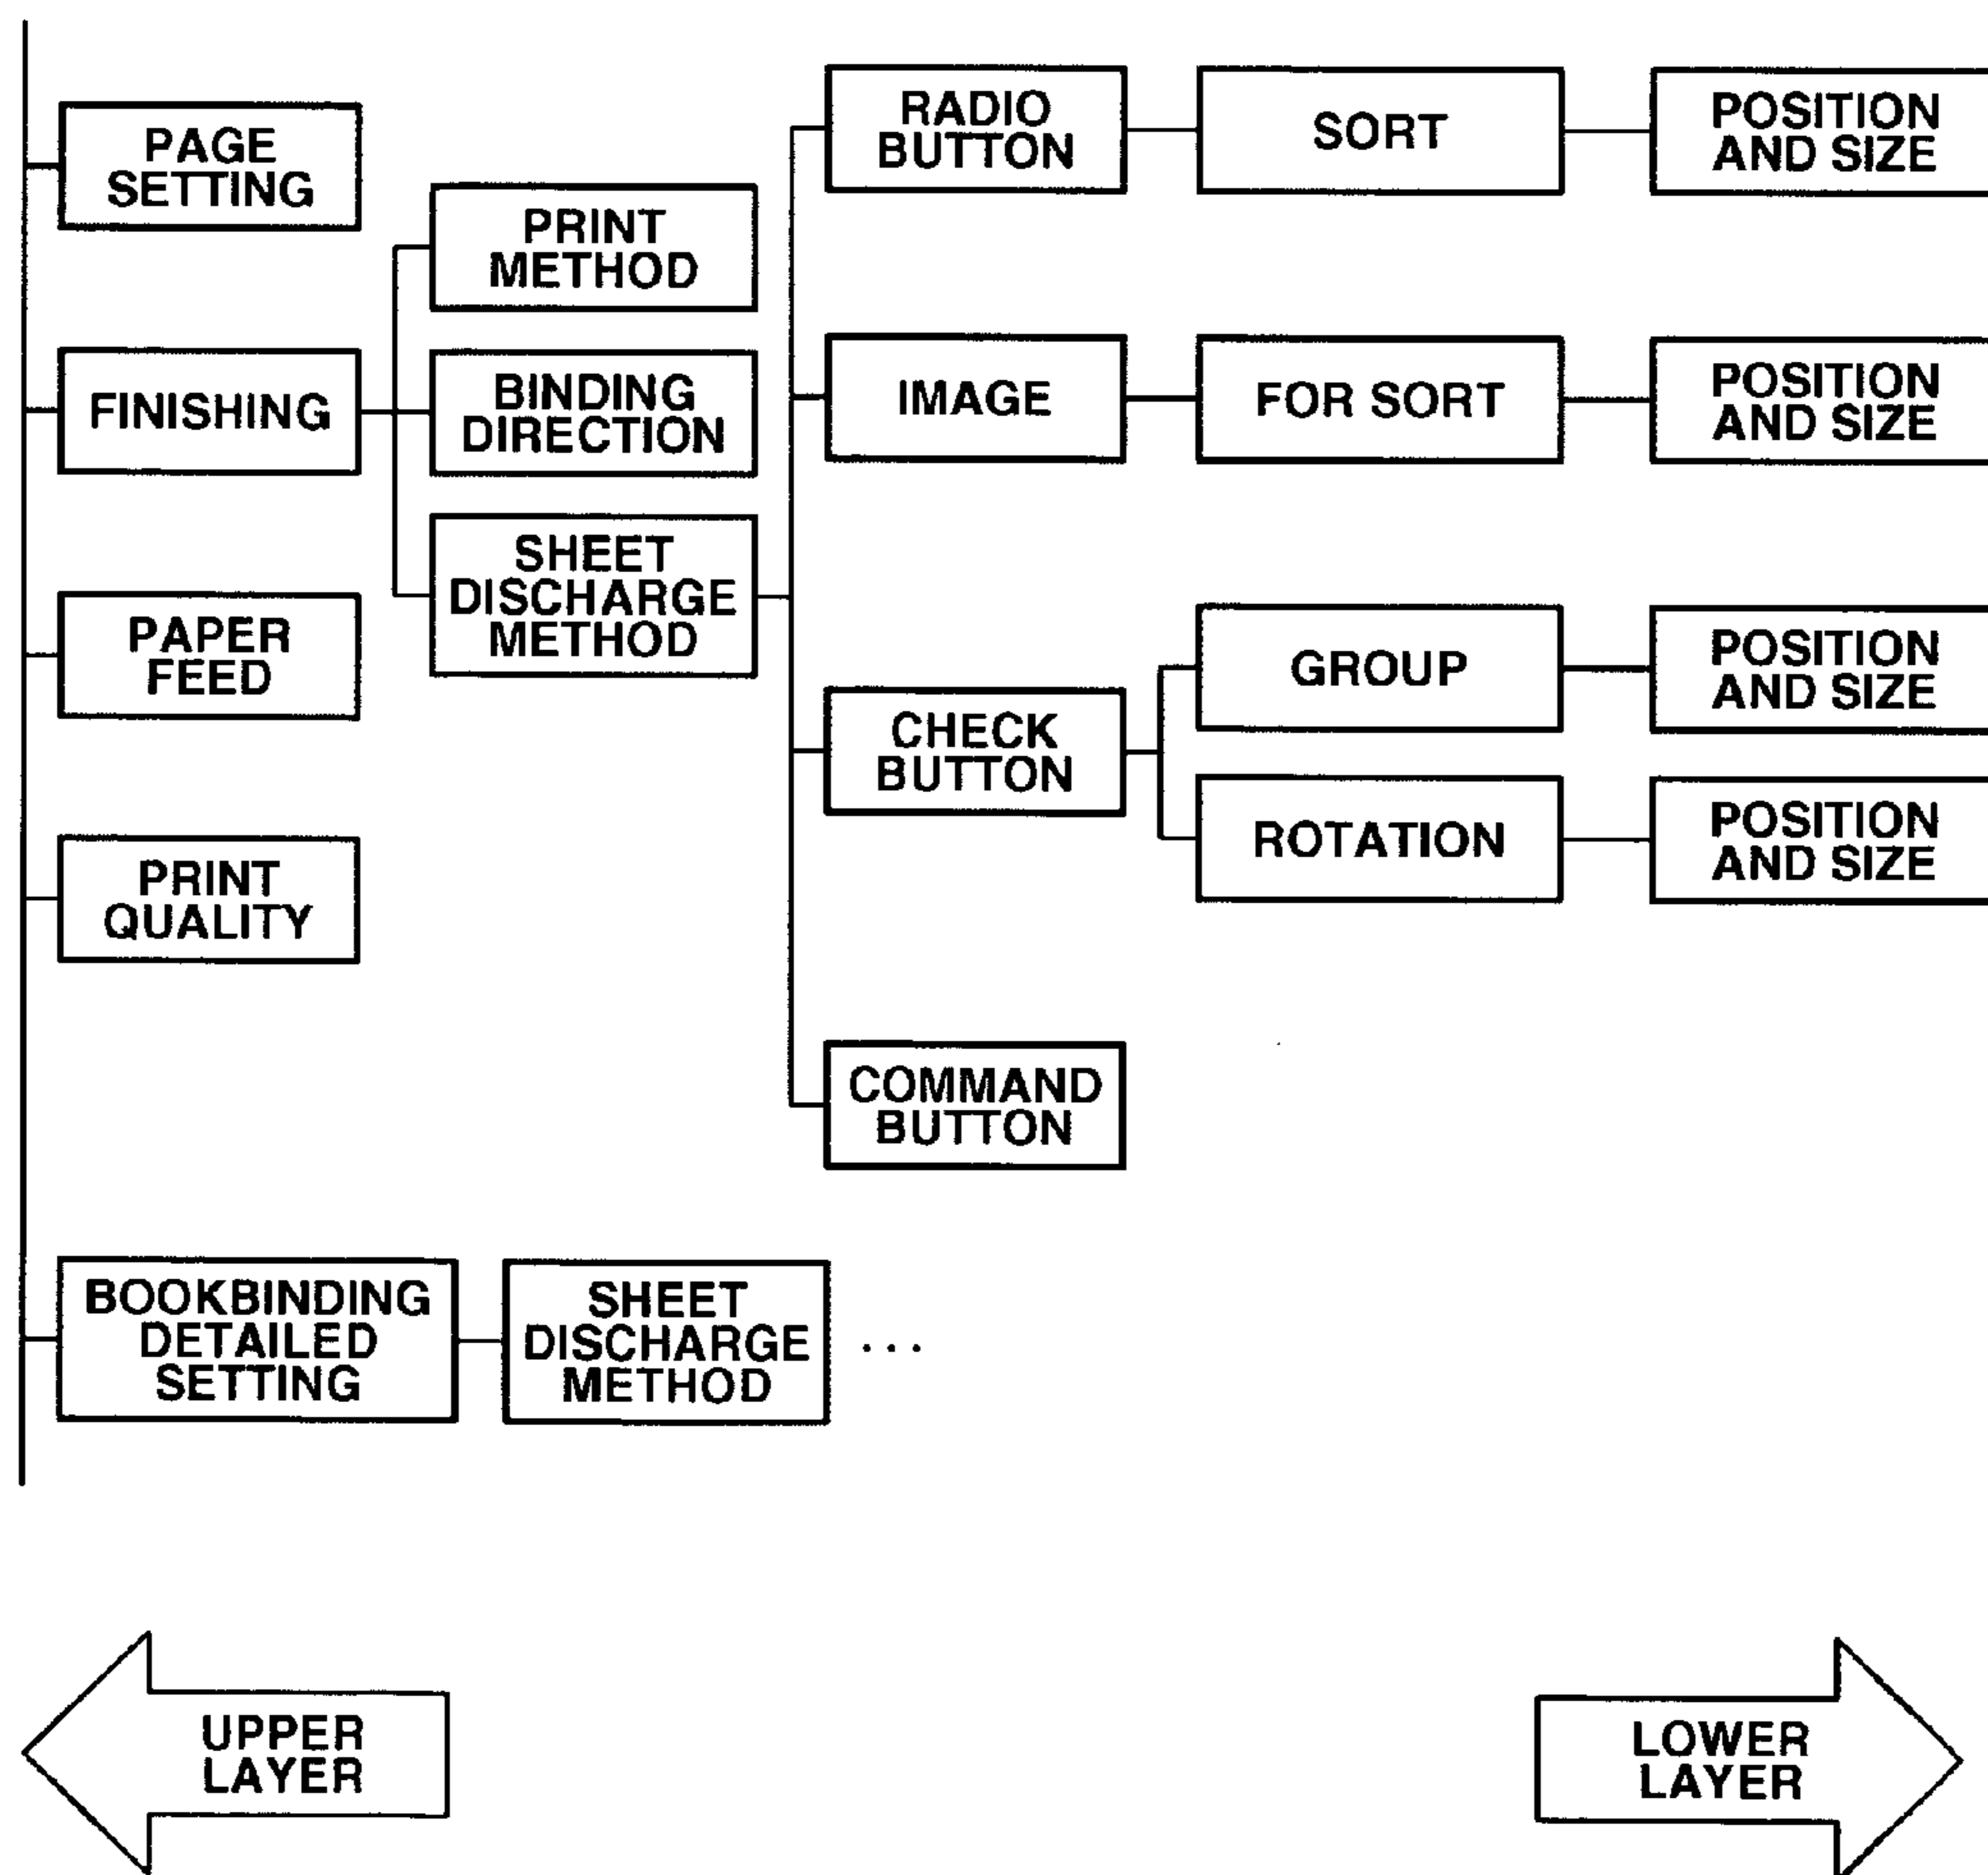 PAGE
SETTING
FINISHING
PAPER
FEED
PRINT
QUALITY
BOOKBINDING
DETAILED
SETTING
PRINT
METHOD
BINDING
DIRECTION
SHEET
DISCHARGE
METHOD
SHEET
DISCHARGE
METHOD
...
RADIO
BUTTON
IMAGE
CHECK
BUTTON
COMMAND
BUTTON
SORT
FOR SORT
GROUP
ROTATION
POSITION
AND SIZE
POSITION
AND SIZE
POSITION
AND SIZE
POSITION
AND SIZE
UPPER
LAYER
LOWER
LAYER